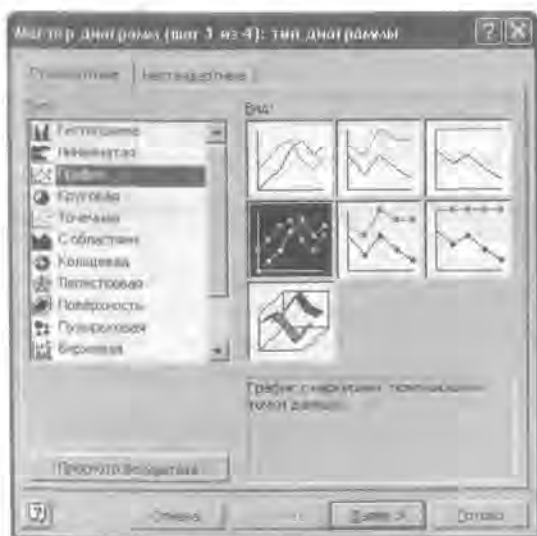 Мастер диаграмм (шаг 1 из 4): тип диаграммы
Стандартные Нестандартные
Тип: Вид:
Гистограмма
Линейчатая
График
Круговая
Точечная
С областями
Кольцевая
Лепестковая
Поверхность
Пузырьковая
Биржевая
График с маркерами, помечающими
точки данных.
Просмотр результата
Отмена Далее > Готово